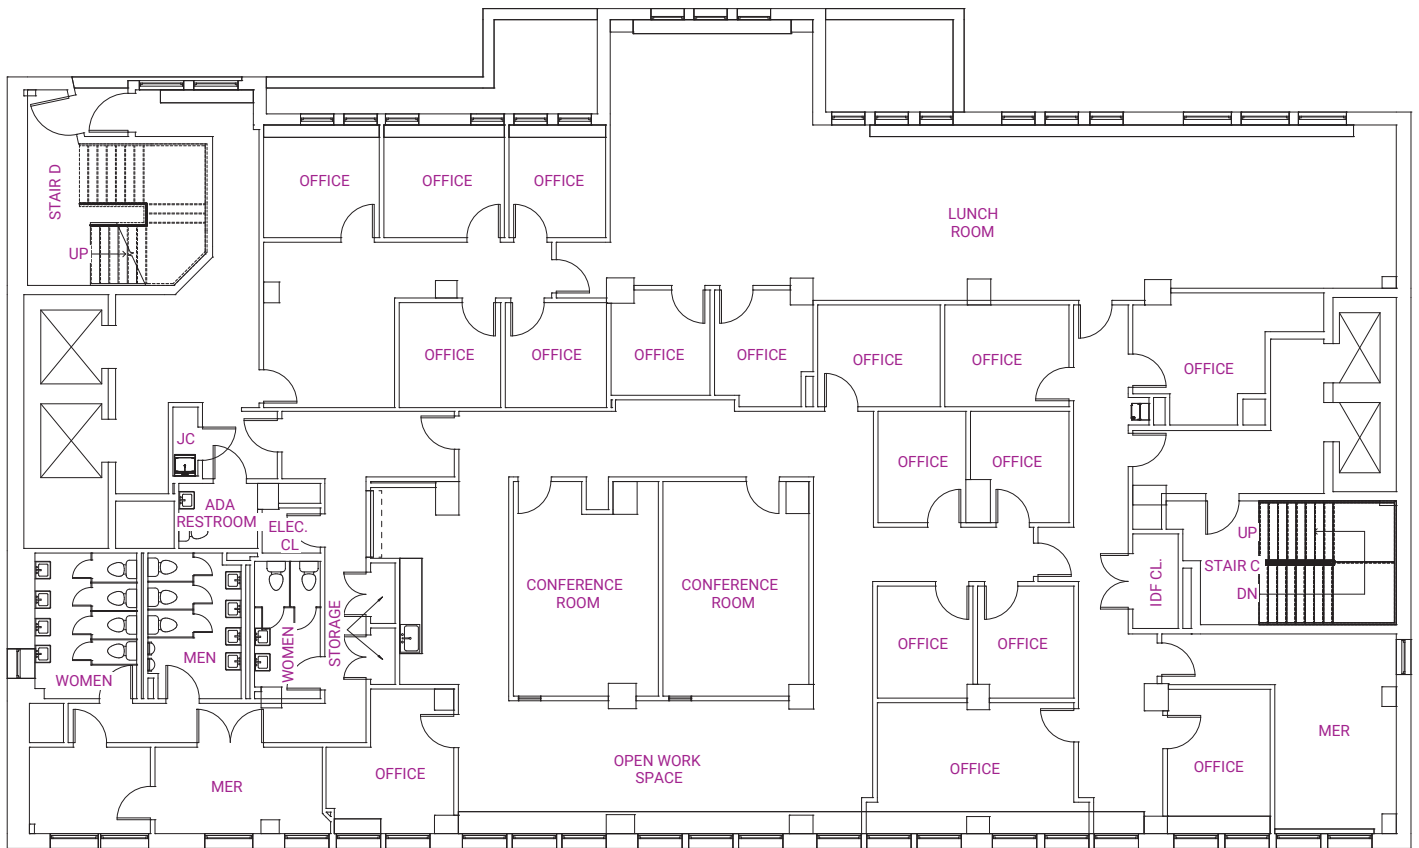 STAIR D
UP
OFFICE
OFFICE
OFFICE
LUNCH
ROOM
OFFICE
OFFICE
OFFICE
OFFICE
OFFICE
OFFICE
OFFICE
JC
ADA
RESTROOM
ELEC.
CL
OFFICE
OFFICE
UP
STAIR C
DN
IDF CL.
CONFERENCE
ROOM
CONFERENCE
ROOM
STORAGE
WOMEN
MEN
WOMEN
OFFICE
OFFICE
MER
OFFICE
OPEN WORK
SPACE
OFFICE
OFFICE
MER